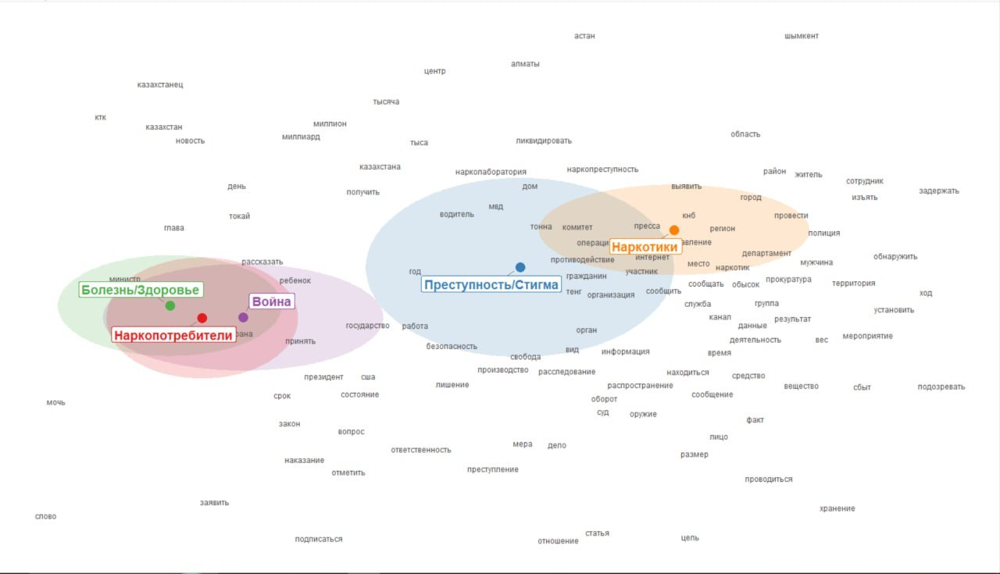 астан
шымкент
алматы
центр
казахстанец
тысяча
ктк
миллион
казахстан
область
миллиард
новость
тыса
ликвидировать
казахстана
нарколаборатория
наркопреступность
район
житель
сотрудник
день
получить
дом
выявить
изъять
задержать
город
мвд
водитель
кнб
провести
токай
глава
тонна
комитет
пресса
регион
полиция
операци
Наркотики
авление
департамент
обнаружить
рассказать
противодействие
интернет
место
наркотик
мужчина
год
гражданин
участник
министр
ребенок
Преступность/Стигма
сообщать
обысок
прокуратура
территория
Болезнь/Здоровье
Война
тенг
организация
сообщить
служба
группа
ход
установить
канал
данные
результат
государство
работа
орган
Наркопотребители
рана
принять
деятельность
вес
мероприятие
безопасность
вид
информация
время
свобода
производство
расследование
находиться
средство
президент
сша
лишение
распространение
вещество
сбыт
подозревать
срок
состояние
оборот
сообщение
мочь
суд
оружие
факт
закон
вопрос
лицо
ответственность
мера
дело
размер
наказание
отметить
преступление
проводиться
заявить
хранение
слово
подписаться
отношение
статья
цель